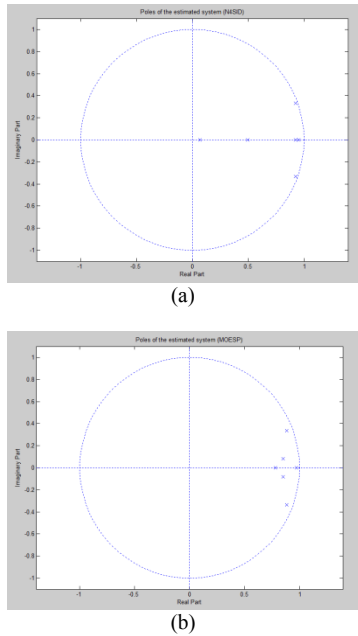 Poles of the estimated system (N4SID)
1
0.8
0.6
0.4
0.2
0
-0.2
-0.4
-0.6
-0.8
-1
Imaginary Part
-1 -0.5 0 0.5 1
Real Part
(a)
Poles of the estimated system (MOESP)
1
0.8
0.6
0.4
0.2
0
-0.2
-0.4
-0.6
-0.8
-1
Imaginary Part
-1 -0.5 0 0.5 1
Real Part
(b)